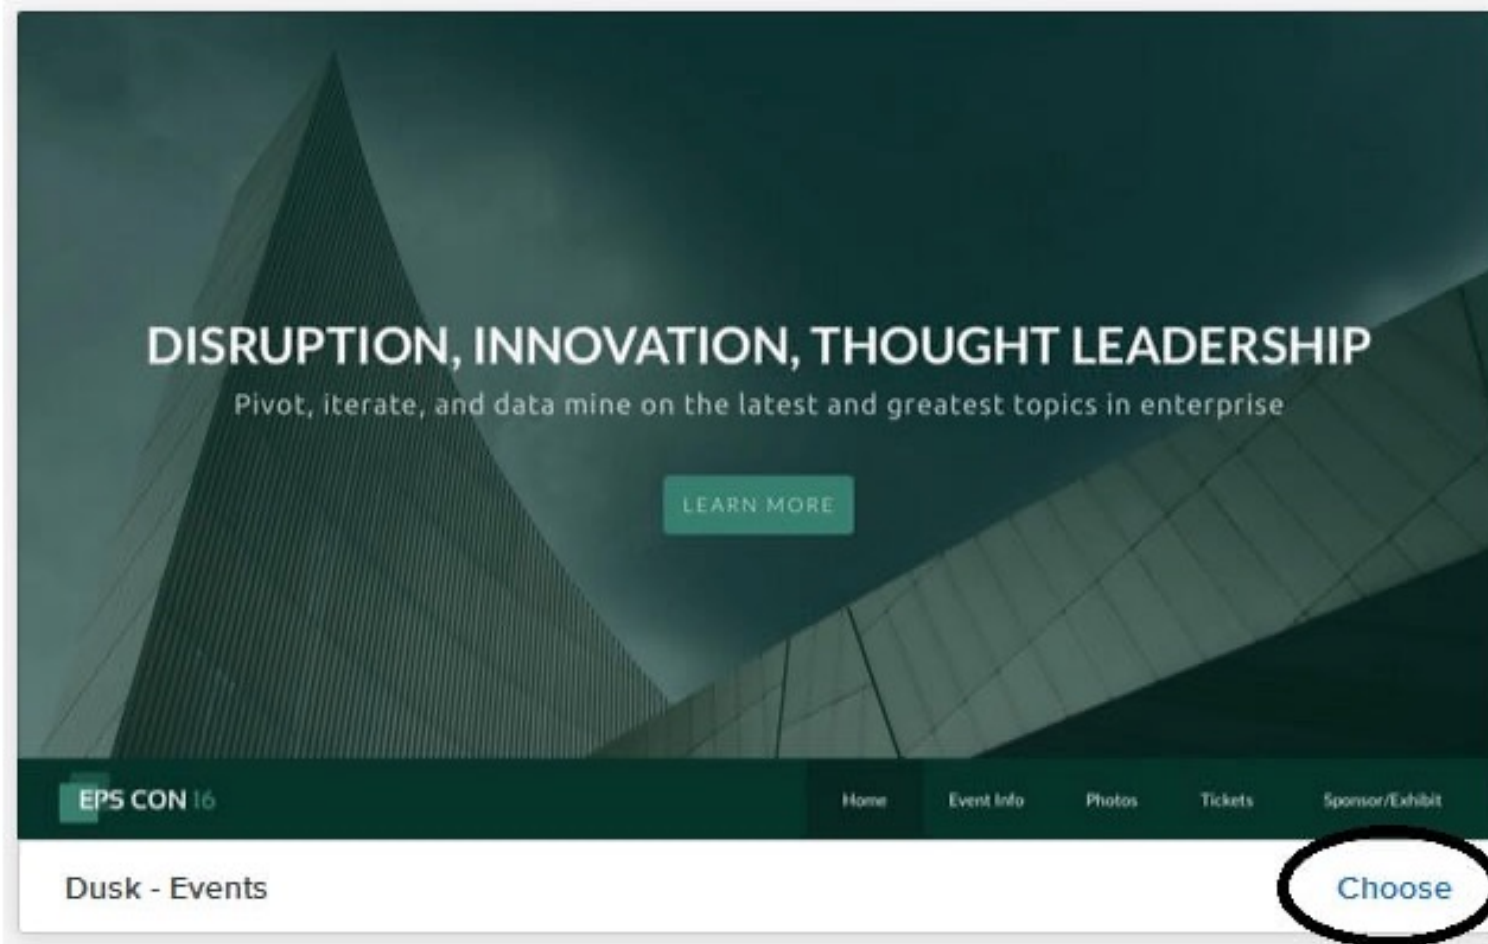 DISRUPTION, INNOVATION, THOUGHT LEADERSHIP
Pivot, iterate, and data mine on the latest and greatest topics in enterprise
LEARN MORE
EPS CON 16 Home Event Info Photos Tickets Sponsor/Exhibit
Dusk - Events Choose